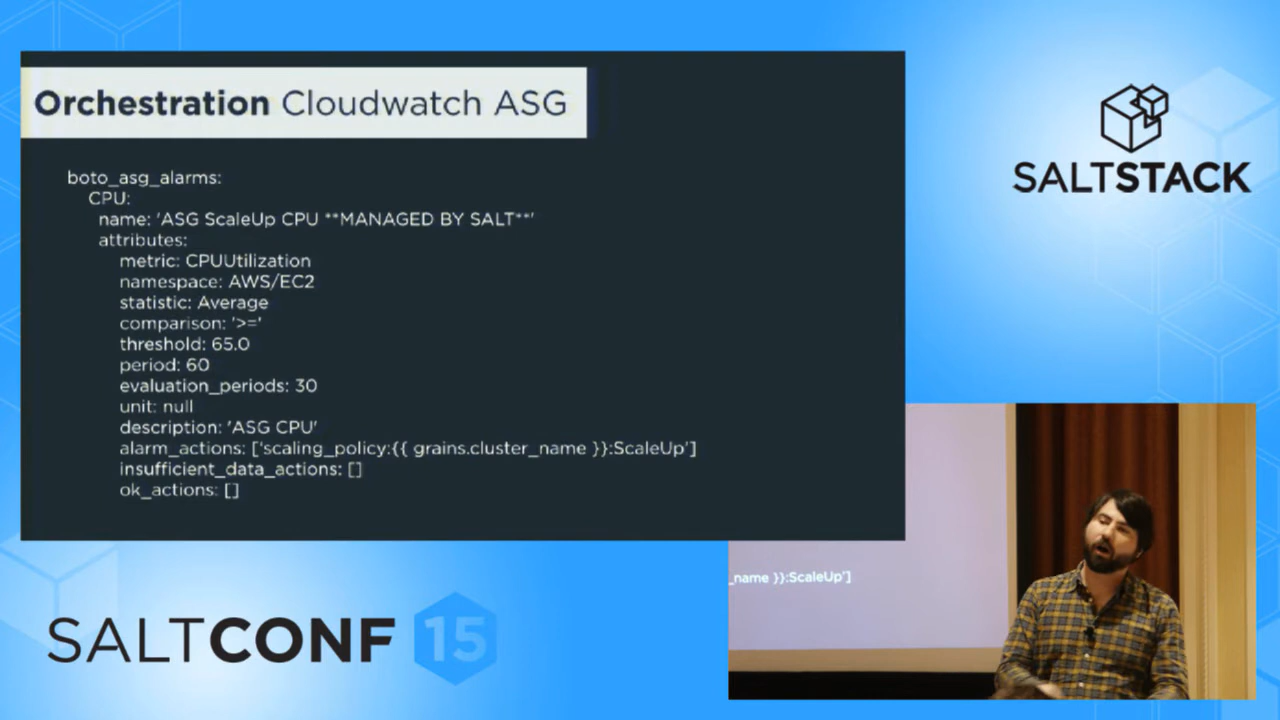 Orchestration Cloudwatch ASG
boto_asg_alarms:
CPU:
name: 'ASG ScaleUp CPU **MANAGED BY SALT**'
attributes:
metric: CPUUtilization
namespace: AWS/EC2
statistic: Average
comparison: '>='
threshold: 65.0
period: 60
evaluation_periods: 30
unit: null
description: 'ASG CPU'
alarm_actions: ['scaling_policy:{{ grains.cluster_name }}:ScaleUp']
insufficient_data_actions: []
ok_actions: []
SALTSTACK
_name }}:ScaleUp']
SALTCONF 15